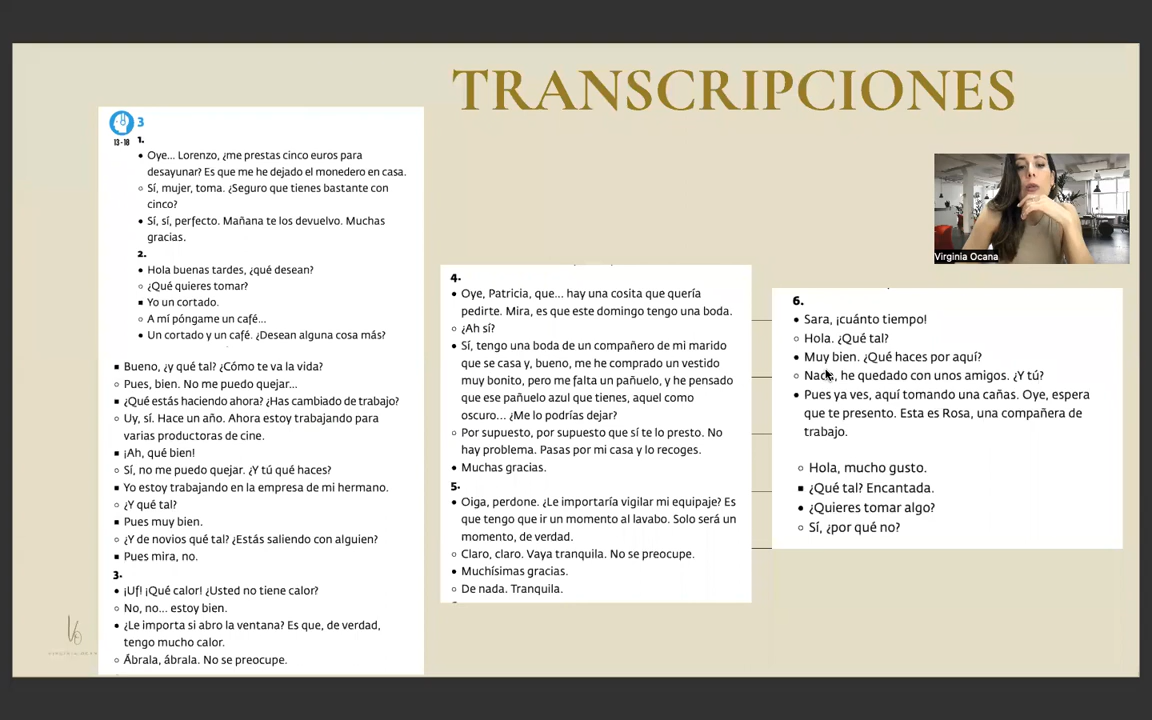 TRANSCRIPCIONES
3
13-18
1.
• Oye... Lorenzo, ¿me prestas cinco euros para
desayunar? Es que me he dejado el monedero en casa.
○ Sí, mujer, toma. ¿Seguro que tienes bastante con
cinco?
• Sí, sí, perfecto. Mañana te los devuelvo. Muchas
gracias.
2.
• Hola buenas tardes, ¿qué desean?
○ ¿Qué quieres tomar?
■ Yo un cortado.
○ A mí póngame un café...
• Un cortado y un café. ¿Desean alguna cosa más?
■ Bueno, ¿y qué tal? ¿Cómo te va la vida?
○ Pues, bien. No me puedo quejar...
■ ¿Qué estás haciendo ahora? ¿Has cambiado de trabajo?
○ Uy, sí. Hace un año. Ahora estoy trabajando para
varias productoras de cine.
■ ¡Ah, qué bien!
○ Sí, no me puedo quejar. ¿Y tú qué haces?
■ Yo estoy trabajando en la empresa de mi hermano.
○ ¿Y qué tal?
■ Pues muy bien.
○ ¿Y de novios qué tal? ¿Estás saliendo con alguien?
■ Pues mira, no.
3.
• ¡Uf! ¡Qué calor! ¿Usted no tiene calor?
○ No, no... estoy bien.
• ¿Le importa si abro la ventana? Es que, de verdad,
tengo mucho calor.
○ Ábrala, ábrala. No se preocupe.
4.
• Oye, Patricia, que... hay una cosita que quería
pedirte. Mira, es que este domingo tengo una boda.
○ ¿Ah sí?
• Sí, tengo una boda de un compañero de mi marido
que se casa y, bueno, me he comprado un vestido
muy bonito, pero me falta un pañuelo, y he pensado
que ese pañuelo azul que tienes, aquel como
oscuro... ¿Me lo podrías dejar?
○ Por supuesto, por supuesto que sí te lo presto. No
hay problema. Pasas por mi casa y lo recoges.
• Muchas gracias.
5.
• Oiga, perdone. ¿Le importaría vigilar mi equipaje? Es
que tengo que ir un momento al lavabo. Solo será un
momento, de verdad.
○ Claro, claro. Vaya tranquila. No se preocupe.
• Muchísimas gracias.
○ De nada. Tranquila.
6.
• Sara, ¡cuánto tiempo!
○ Hola. ¿Qué tal?
• Muy bien. ¿Qué haces por aquí?
○ Nada, he quedado con unos amigos. ¿Y tú?
• Pues ya ves, aquí tomando una cañas. Oye, espera
que te presento. Esta es Rosa, una compañera de
trabajo.
○ Hola, mucho gusto.
■ ¿Qué tal? Encantada.
• ¿Quieres tomar algo?
○ Sí, ¿por qué no?
Virginia Ocana